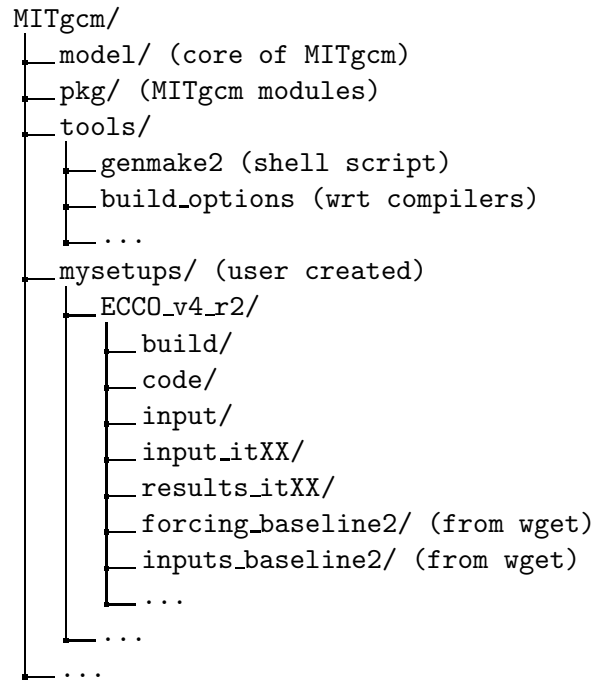 MITgcm/
model/ (core of MITgcm)
pkg/ (MITgcm modules)
tools/
genmake2 (shell script)
build_options (wrt compilers)
...
mysetups/ (user created)
ECCO_v4_r2/
build/
code/
input/
input_itXX/
results_itXX/
forcing_baseline2/ (from wget)
inputs_baseline2/ (from wget)
...
...
...